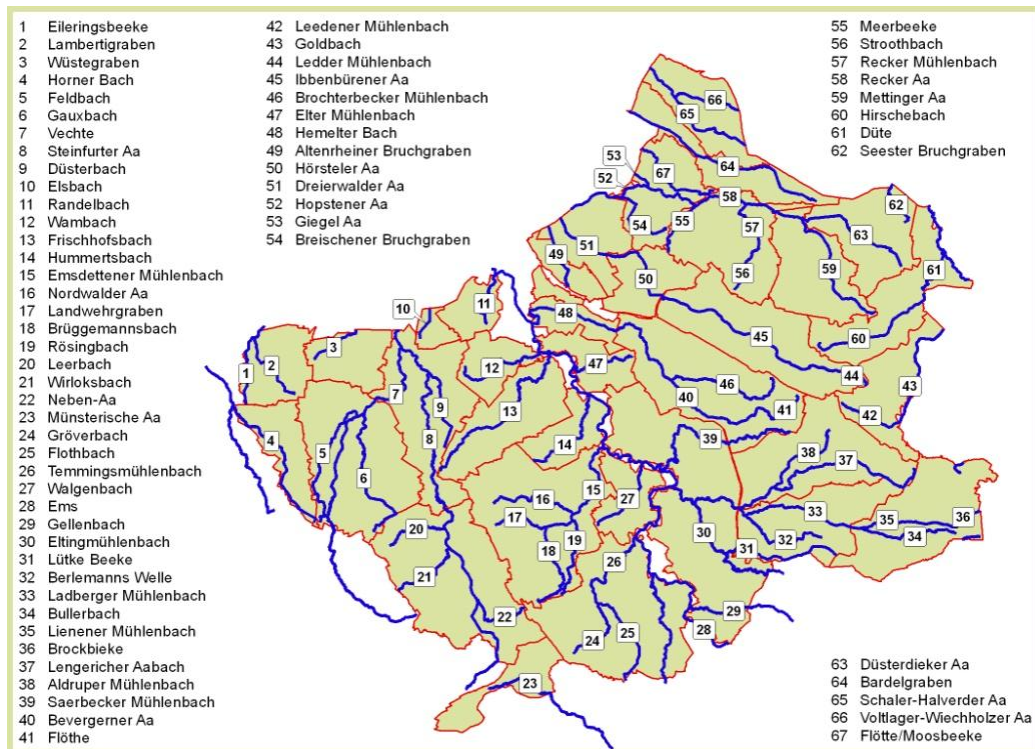 1 Eileringsbeeke
2 Lambertigraben
3 Wüstegraben
4 Horner Bach
5 Feldbach
6 Gauxbach
7 Vechte
8 Steinfurter Aa
9 Düsterbach
10 Elsbach
11 Randelbach
12 Wambach
13 Frischhofsbach
14 Hummertsbach
15 Emsdettener Mühlenbach
16 Nordwalder Aa
17 Landwehrgraben
18 Brüggemannsbach
19 Rösingbach
20 Leerbach
21 Wirloksbach
22 Neben-Aa
23 Münsterische Aa
24 Gröverbach
25 Flothbach
26 Temmingsmühlenbach
27 Walgenbach
28 Ems
29 Gellenbach
30 Eltingmühlenbach
31 Lütke Beeke
32 Berlemanns Welle
33 Ladberger Mühlenbach
34 Bullerbach
35 Lienener Mühlenbach
36 Brockbieke
37 Lengericher Aabach
38 Aldruper Mühlenbach
39 Saerbecker Mühlenbach
40 Bevergerner Aa
41 Flöthe
42 Leedener Mühlenbach
43 Goldbach
44 Ledder Mühlenbach
45 Ibbenbürener Aa
46 Brochterbecker Mühlenbach
47 Elter Mühlenbach
48 Hemelter Bach
49 Altenrheiner Bruchgraben
50 Hörsteler Aa
51 Dreierwalder Aa
52 Hopstener Aa
53 Giegel Aa
54 Breischener Bruchgraben
55 Meerbeeke
56 Stroothbach
57 Recker Mühlenbach
58 Recker Aa
59 Mettinger Aa
60 Hirschebach
61 Düte
62 Seester Bruchgraben
63 Düsterdieker Aa
64 Bardelgraben
65 Schaler-Halverder Aa
66 Voltlager-Wiechholzer Aa
67 Flötte/Moosbeeke
66
65
53
67
64
52
58
62
54
55
57
63
51
49
50
56
59
61
10
11
48
45
60
3
1
2
12
47
44
43
7
46
9
13
40
41
42
4
5
8
14
39
38
37
6
16
15
27
33
35
36
20
17
19
30
32
34
18
26
31
21
22
29
24
25
28
23